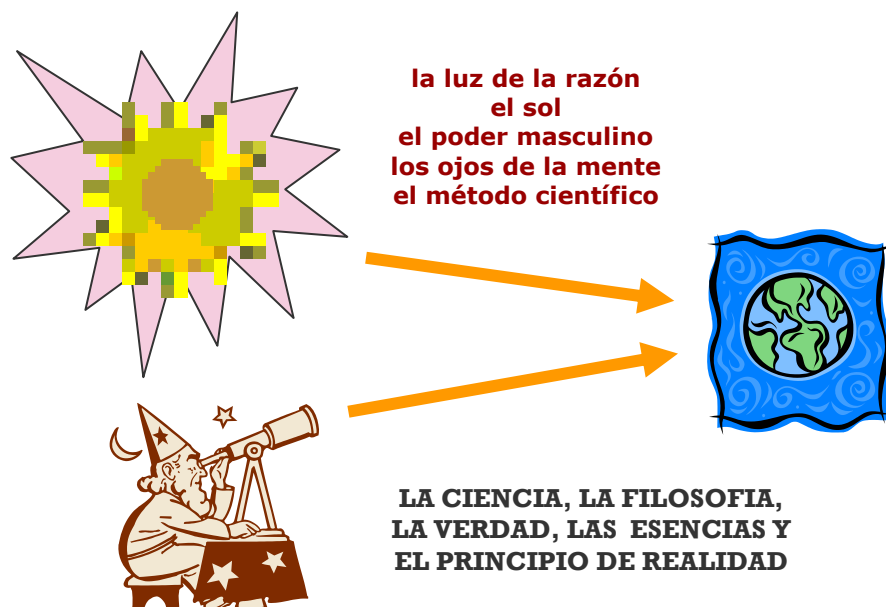 la luz de la razón
el sol
el poder masculino
los ojos de la mente
el método científico
LA CIENCIA, LA FILOSOFIA,
LA VERDAD, LAS ESENCIAS Y
EL PRINCIPIO DE REALIDAD